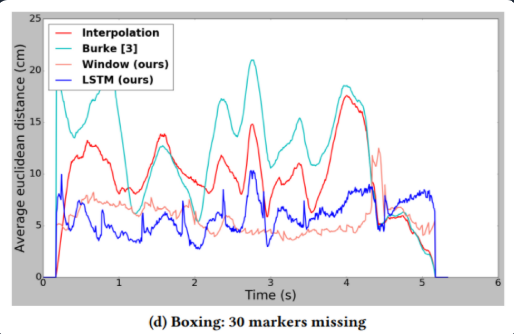 25
20
15
10
5
0
Average euclidean distance (cm)
Interpolation
Burke [3]
Window (ours)
LSTM (ours)
0 1 2 3 4 5 6
Time (s)
(d) Boxing: 30 markers missing